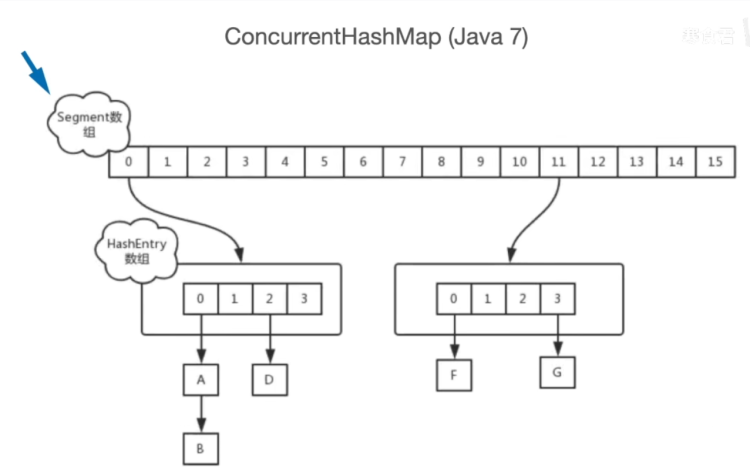 ConcurrentHashMap (Java 7)
Segment数
组
0 1 2 3 4 5 6 7 8 9 10 11 12 13 14 15
HashEntry
数组
0 1 2 3
0 1 2 3
A
D
F
G
B